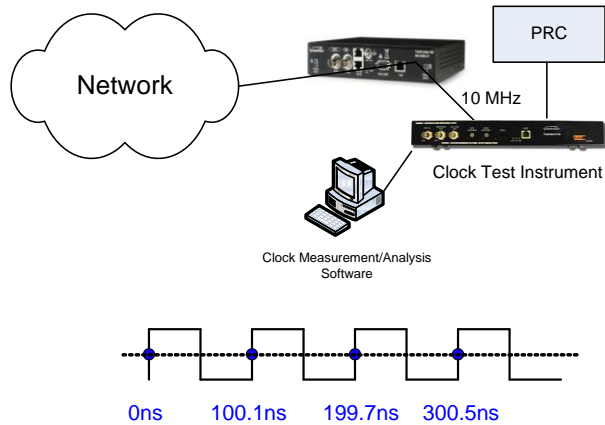 Network
PRC
10 MHz
Clock Test Instrument
Clock Measurement/Analysis
Software
0ns 100.1ns 199.7ns 300.5ns